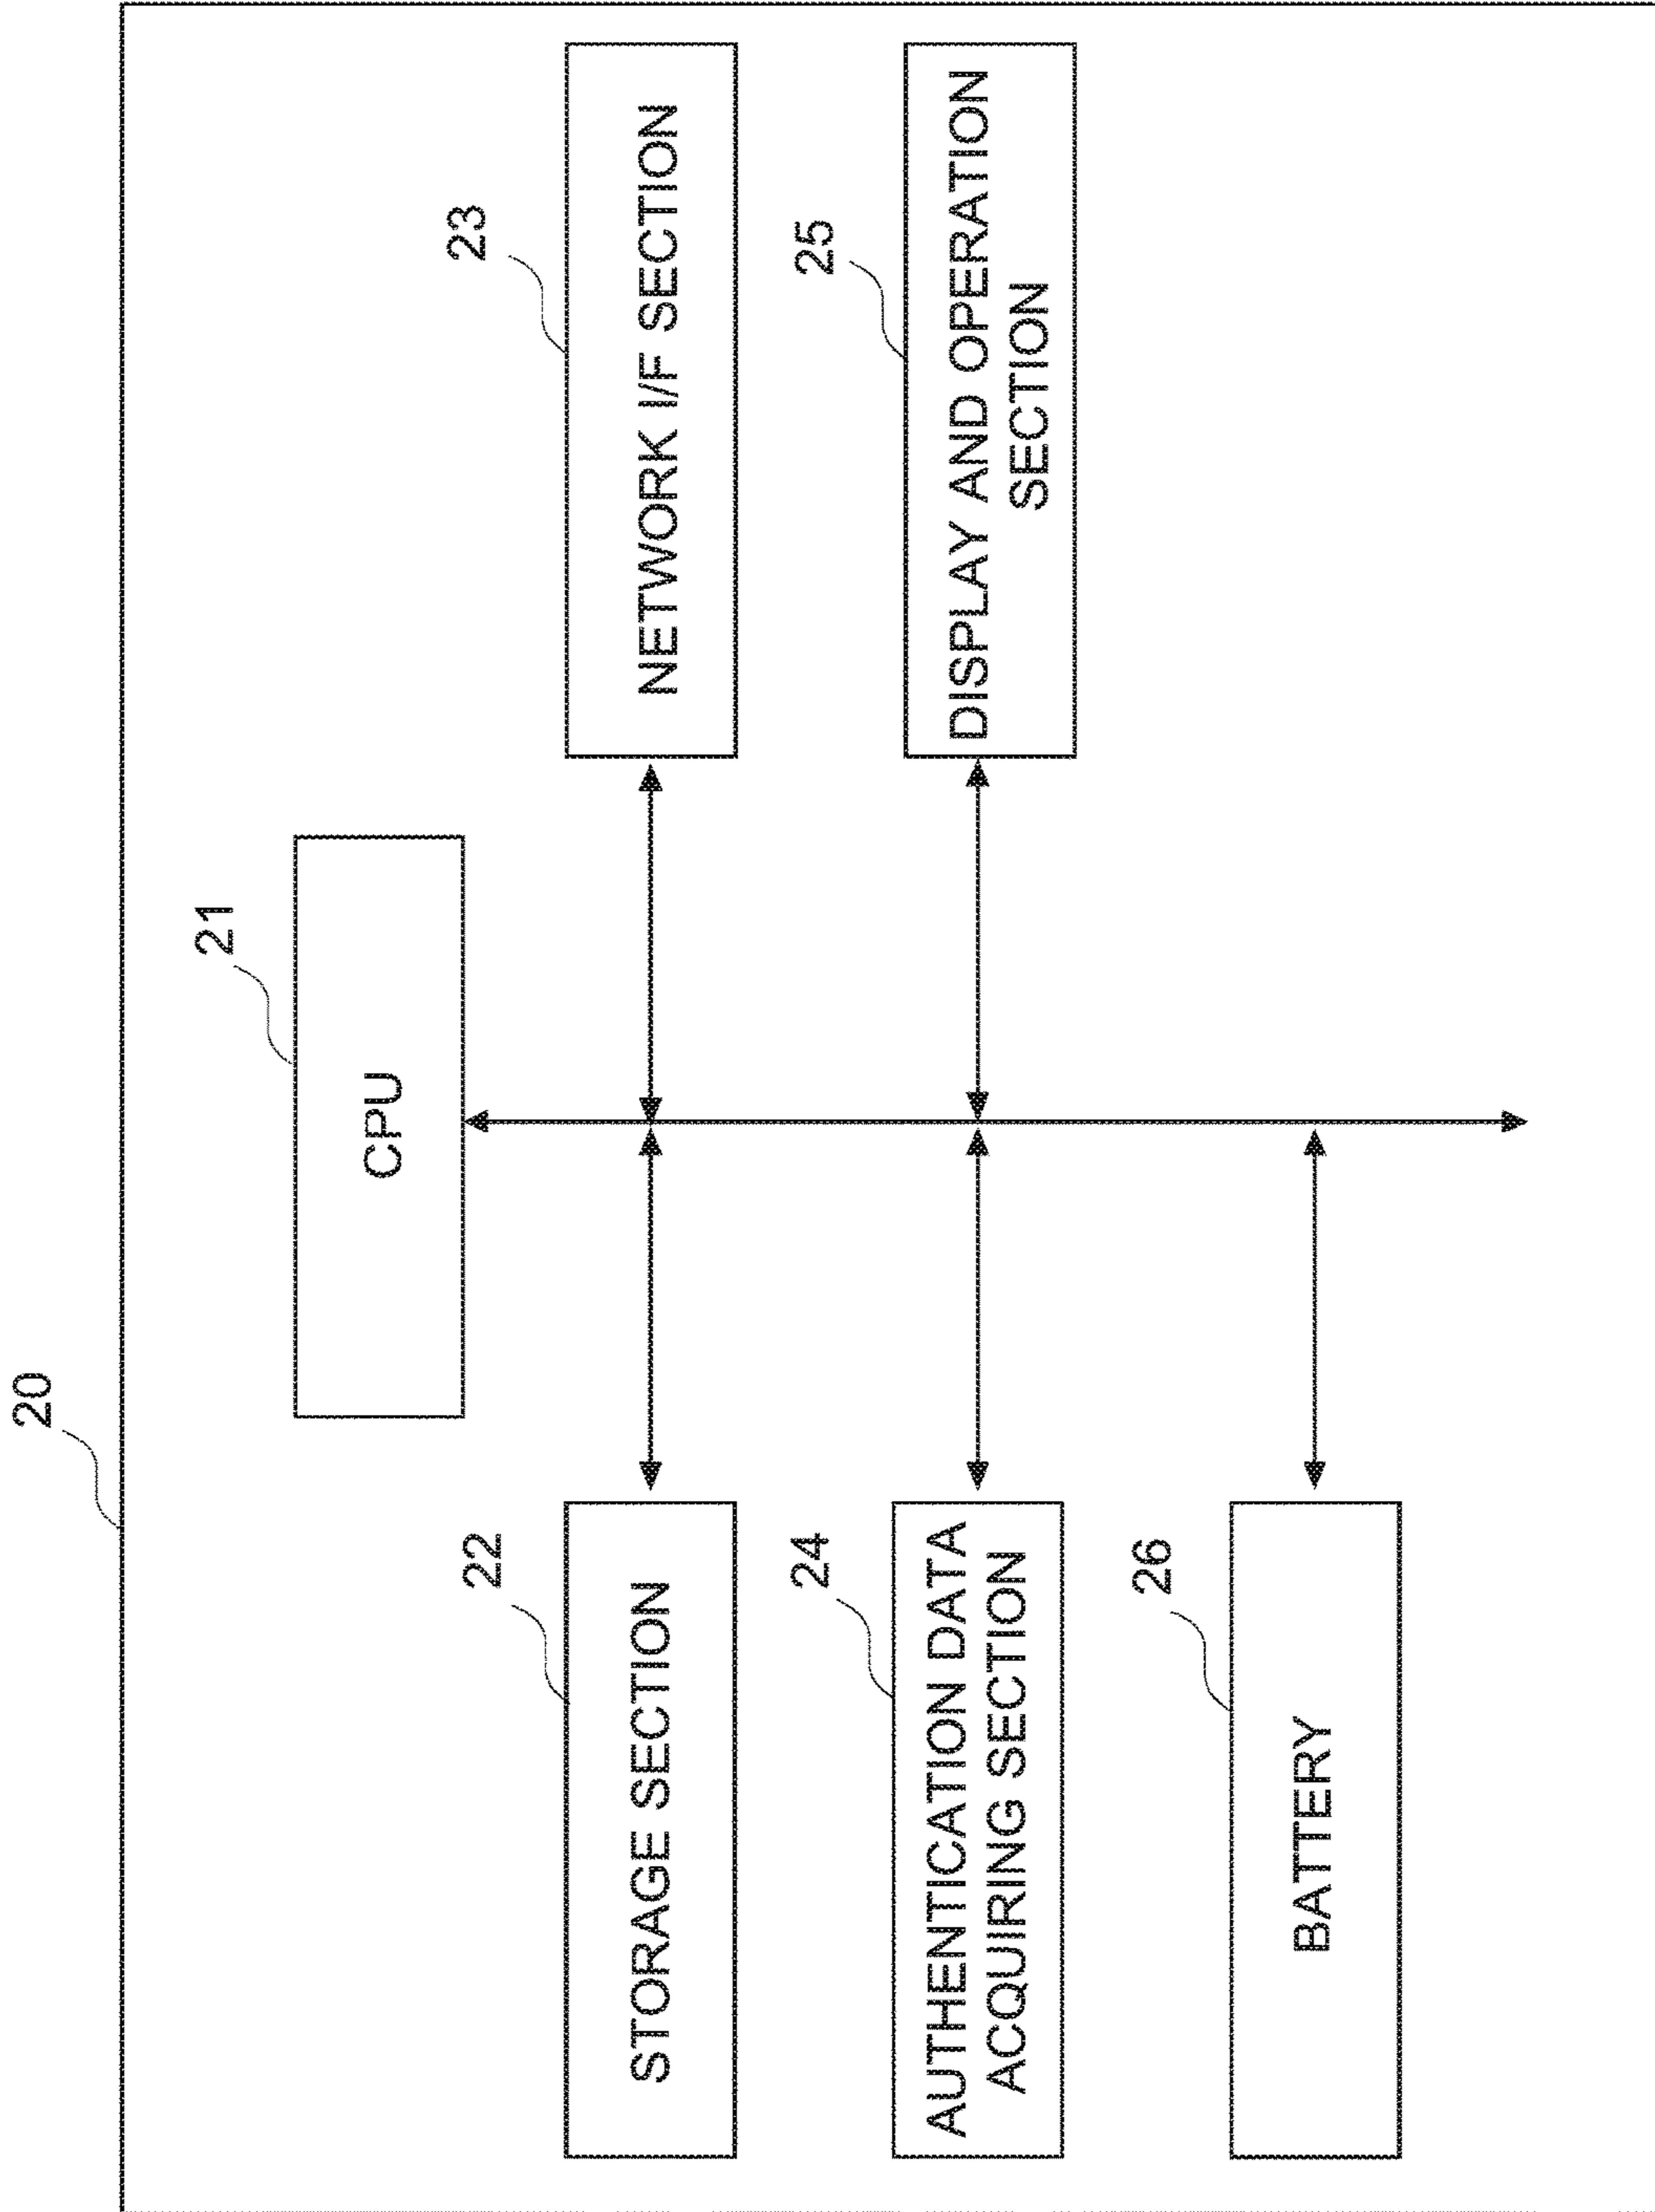 20
21
CPU
22
STORAGE SECTION
23
NETWORK I/F SECTION
24
AUTHENTICATION DATA
ACQUIRING SECTION
25
DISPLAY AND OPERATION
SECTION
26
BATTERY